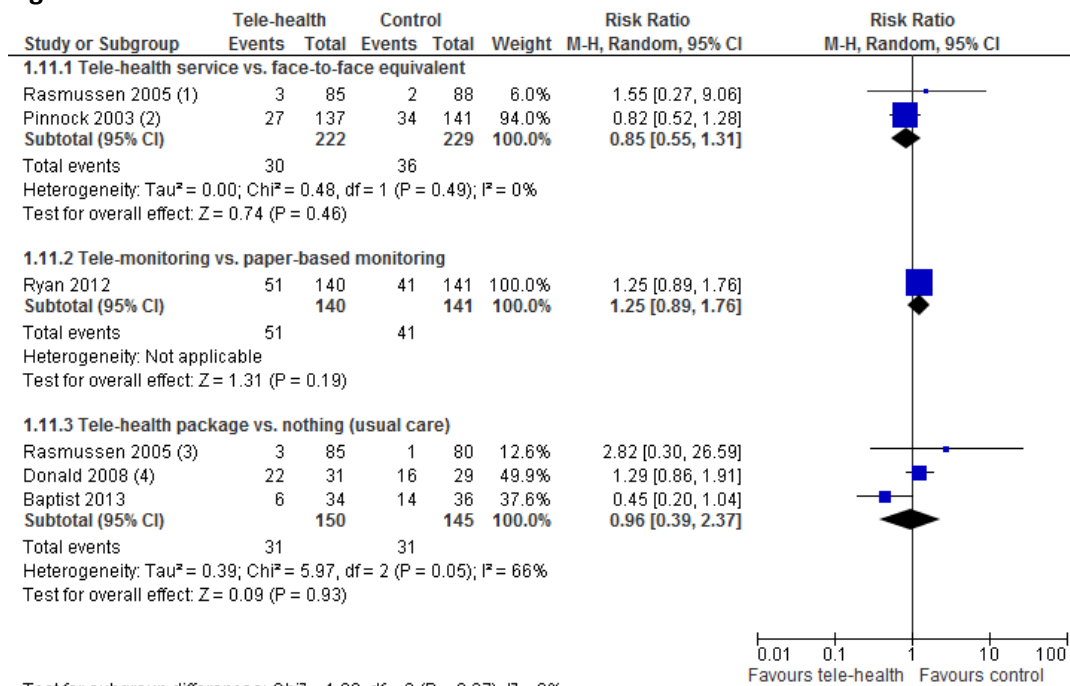 Tele-health Control Risk Ratio Risk Ratio
Study or Subgroup Events Total Events Total Weight M-H, Random, 95% CI M-H, Random, 95% CI
1.11.1 Tele-health service vs. face-to-face equivalent
Rasmussen 2005 (1) 3 85 2 88 6.0% 1.55 [0.27, 9.06]
Pinnock 2003 (2) 27 137 34 141 94.0% 0.82 [0.52, 1.28]
Subtotal (95% CI) 222 229 100.0% 0.85 [0.55, 1.31]
Total events 30 36
Heterogeneity: Tau² = 0.00; Chi² = 0.48, df = 1 (P = 0.49); I² = 0%
Test for overall effect: Z = 0.74 (P = 0.46)
1.11.2 Tele-monitoring vs. paper-based monitoring
Ryan 2012 51 140 41 141 100.0% 1.25 [0.89, 1.76]
Subtotal (95% CI) 140 141 100.0% 1.25 [0.89, 1.76]
Total events 51 41
Heterogeneity: Not applicable
Test for overall effect: Z = 1.31 (P = 0.19)
1.11.3 Tele-health package vs. nothing (usual care)
Rasmussen 2005 (3) 3 85 1 80 12.6% 2.82 [0.30, 26.59]
Donald 2008 (4) 22 31 16 29 49.9% 1.29 [0.86, 1.91]
Baptist 2013 6 34 14 36 37.6% 0.45 [0.20, 1.04]
Subtotal (95% CI) 150 145 100.0% 0.96 [0.39, 2.37]
Total events 31 31
Heterogeneity: Tau² = 0.39; Chi² = 5.97, df = 2 (P = 0.05); I² = 66%
Test for overall effect: Z = 0.09 (P = 0.93)
0.01 0.1 1 10 100
Favours tele-health Favours control